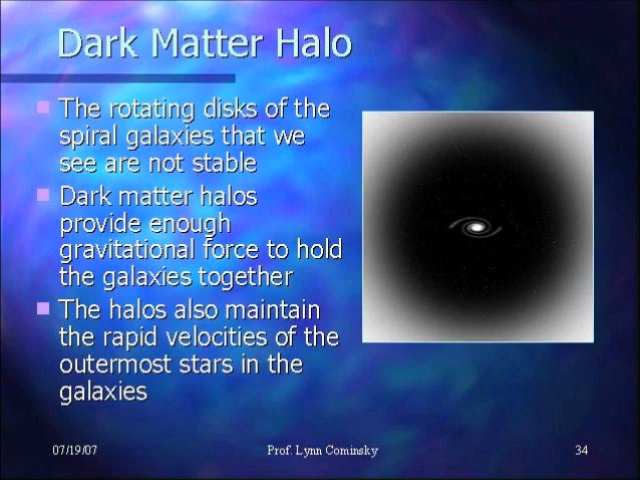 Dark Matter Halo
The rotating disks of the
spiral galaxies that we
see are not stable
Dark matter halos
provide enough
gravitational force to hold
the galaxies together
The halos also maintain
the rapid velocities of the
outermost stars in the
galaxies
07/19/07 Prof. Lynn Cominsky 34